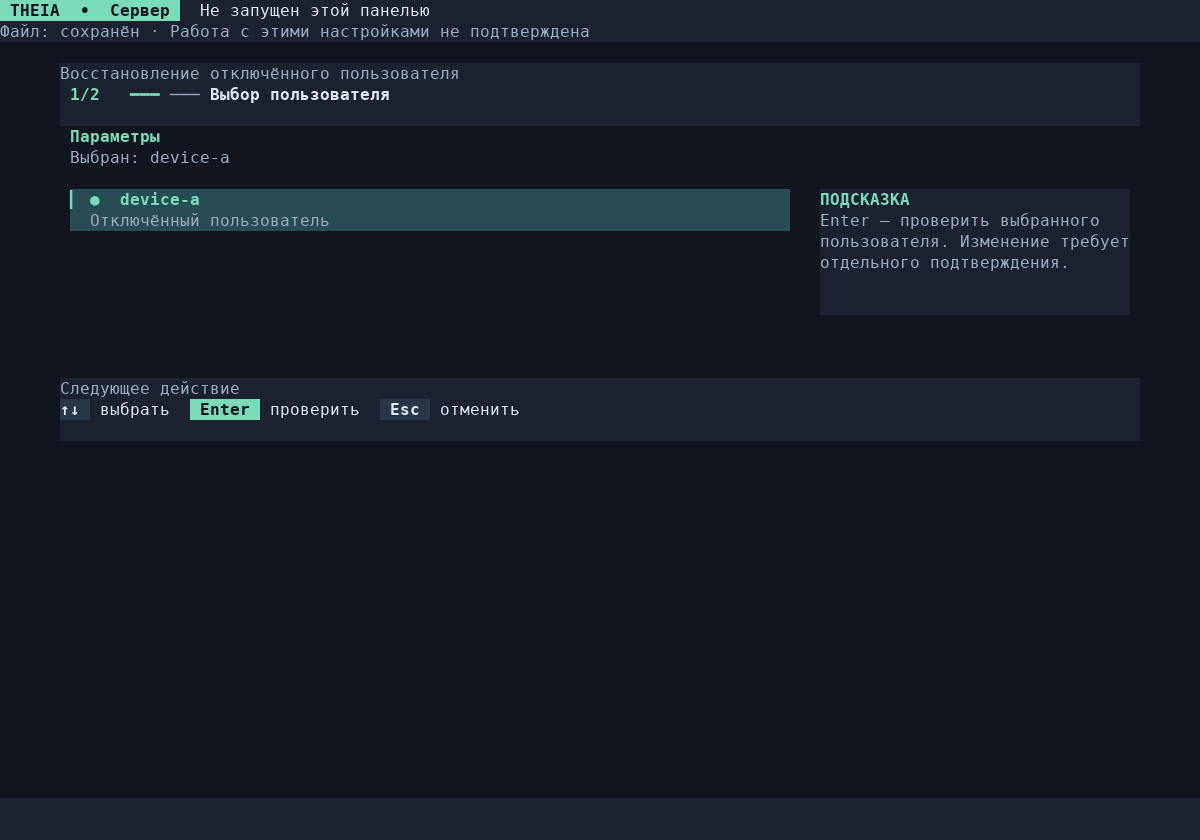 THEIA • Сервер Не запущен этой панелью
Файл: сохранён · Работа с этими настройками не подтверждена
Восстановление отключённого пользователя
1/2 ━━━ ─── Выбор пользователя
Параметры
Выбран: device-a
● device-a
Отключённый пользователь
ПОДСКАЗКА
Enter — проверить выбранного
пользователя. Изменение требует
отдельного подтверждения.
Следующее действие
↑↓ выбрать Enter проверить Esc отменить